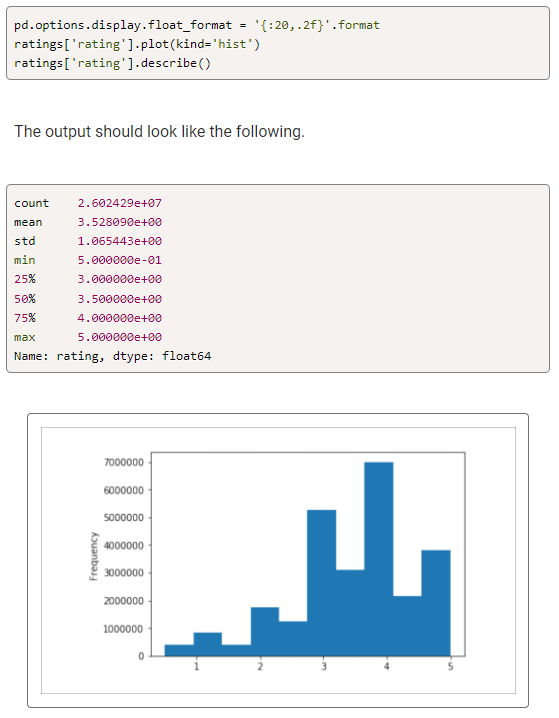 pd.options.display.float_format = '{:20,.2f}'.format
ratings['rating'].plot(kind='hist')
ratings['rating'].describe()
The output should look like the following.
count    2.602429e+07
mean     3.528090e+00
std      1.065443e+00
min      5.000000e-01
25%      3.000000e+00
50%      3.500000e+00
75%      4.000000e+00
max      5.000000e+00
Name: rating, dtype: float64
7000000
6000000
5000000
4000000
3000000
2000000
1000000
0
Frequency
1 2 3 4 5